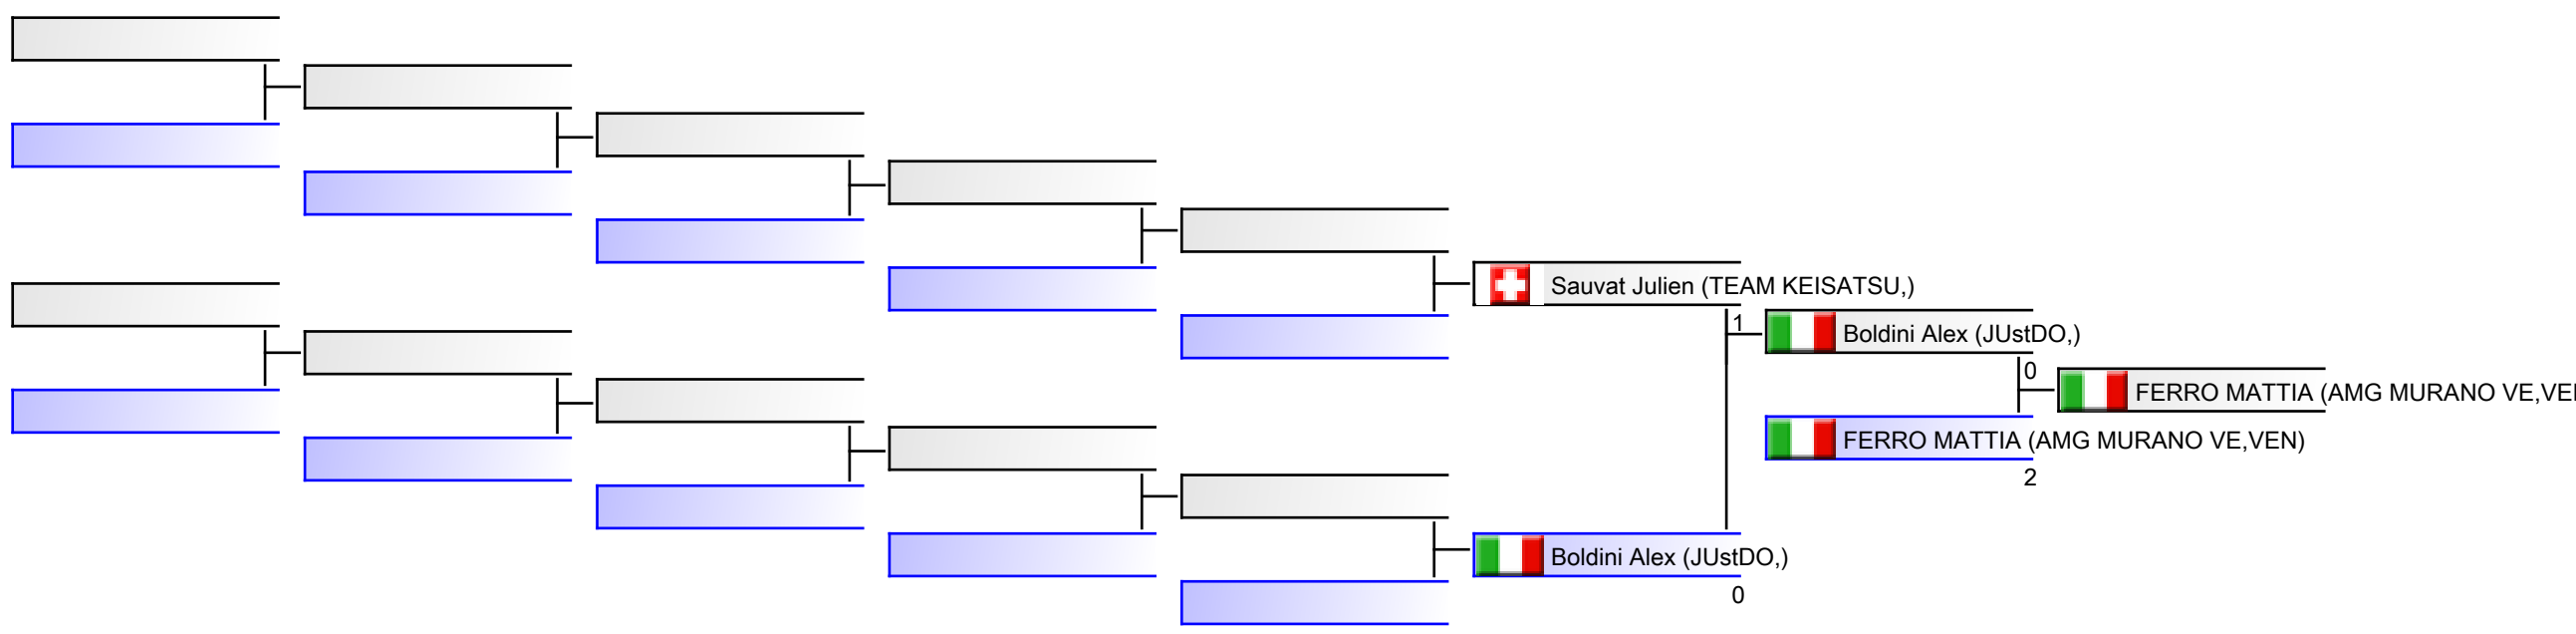 Sauvat Julien (TEAM KEISATSU,)
1
Boldini Alex (JUstDO,)
0
FERRO MATTIA (AMG MURANO VE,VE
FERRO MATTIA (AMG MURANO VE,VEN)
2
Boldini Alex (JUstDO,)
0